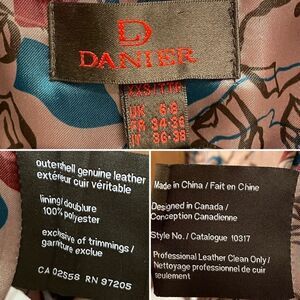 D
DANIER
XXS/TTP
UK 6-8
FR 34-36
IT 36-38
outershell genuine leather
extérieur cuir véritable
lining/doublure
100% polyester
exclusive of trimmings/
garniture exclue
CA 02558 RN 97205
Made in China / Fait en Chine
Designed in Canada /
Conception Canadienne
Style No. / Catalogue 10317
Professional Leather Clean Only /
Nettoyage professionnel de cuir
seulement